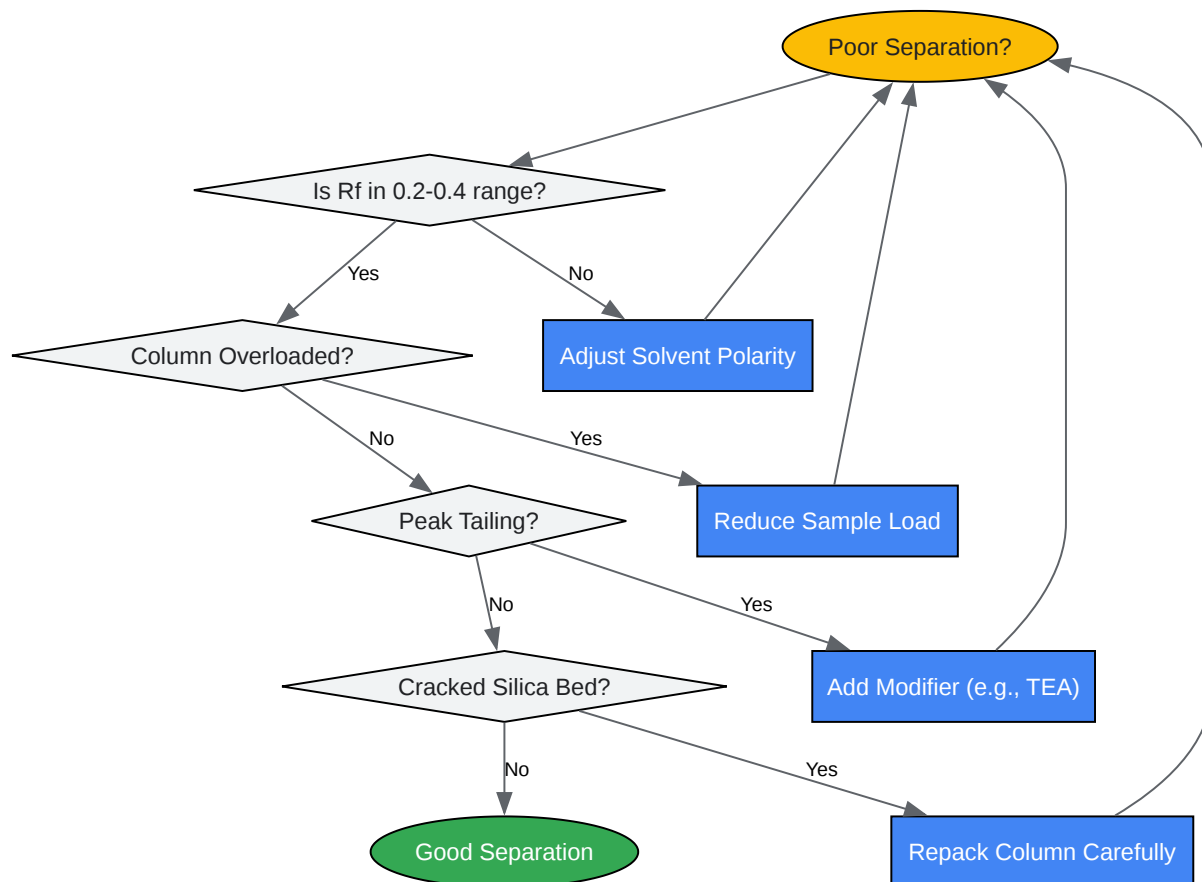 Poor Separation?
Is Rf in 0.2-0.4 range?
Yes
No
Column Overloaded?
Adjust Solvent Polarity
No
Yes
Peak Tailing?
Reduce Sample Load
No
Yes
Cracked Silica Bed?
Add Modifier (e.g., TEA)
No
Yes
Good Separation
Repack Column Carefully